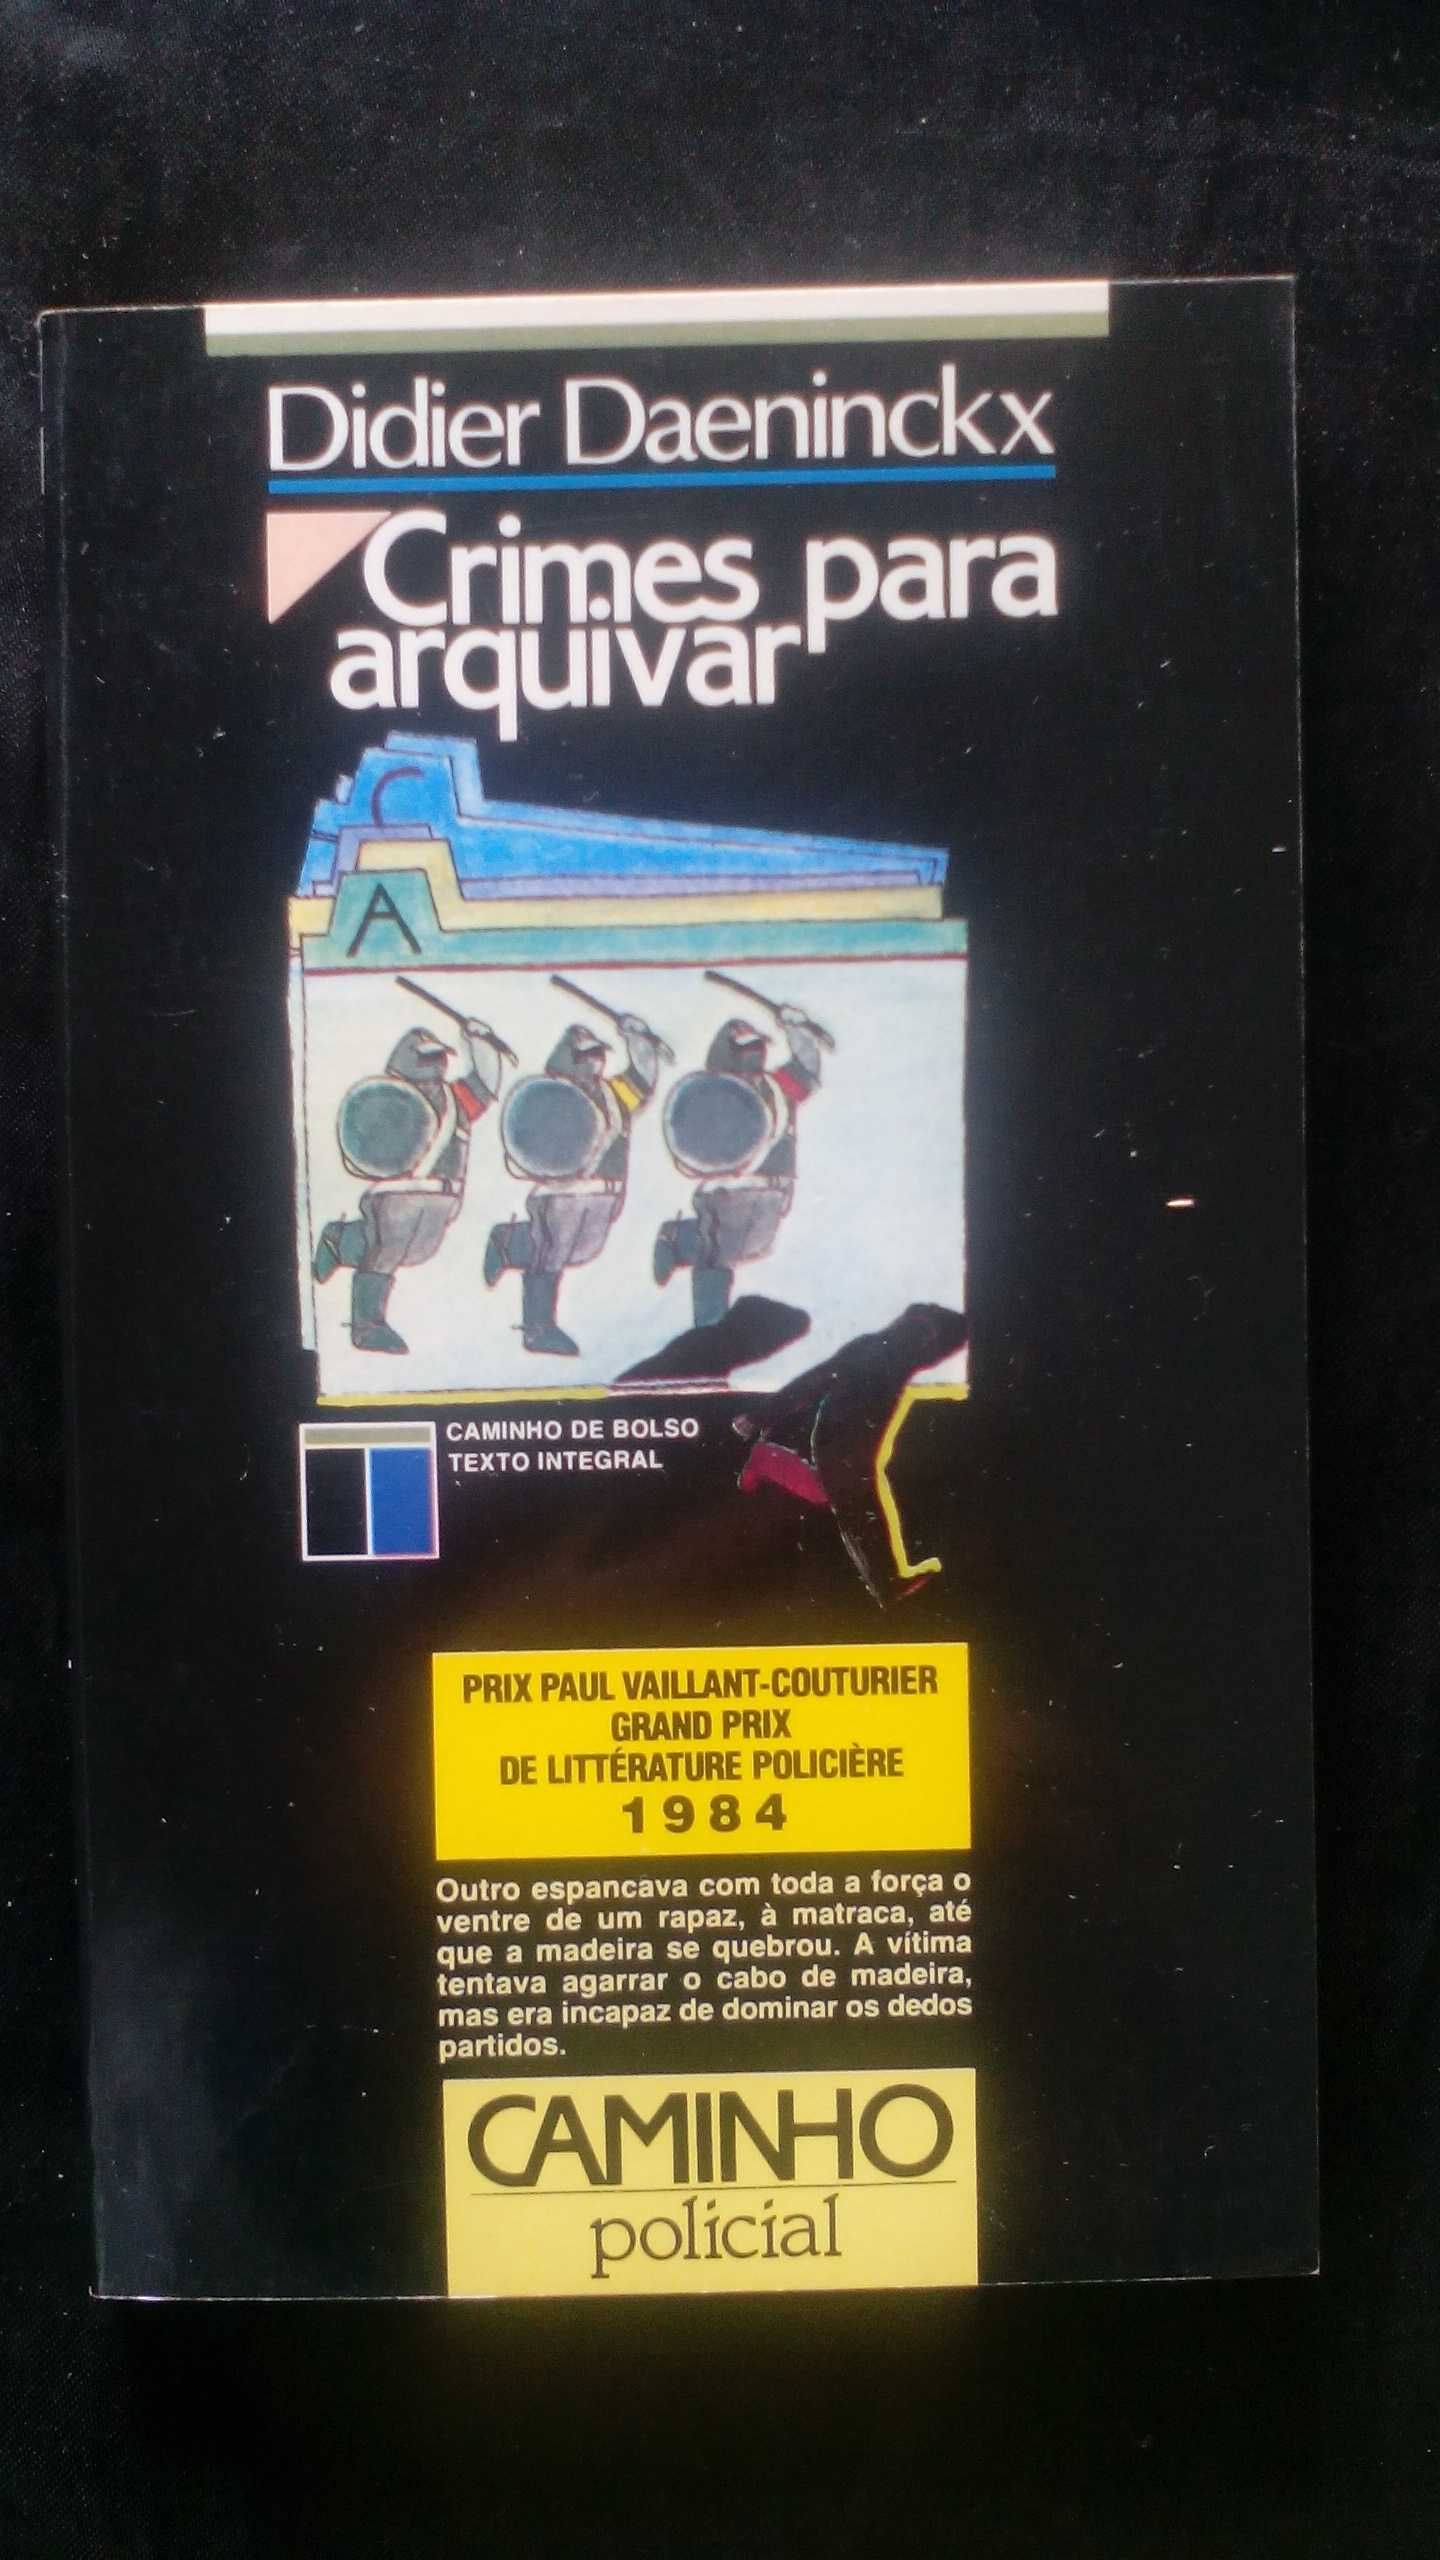 Didier Daeninckx
Crimes para
arquivar
C
A
CAMINHO DE BOLSO
TEXTO INTEGRAL
PRIX PAUL VAILLANT-COUTURIER
GRAND PRIX
DE LITTÉRATURE POLICIÈRE
1984
Outro espancava com toda a força o
ventre de um rapaz, à matraca, até
que a madeira se quebrou. A vítima
tentava agarrar o cabo de madeira,
mas era incapaz de dominar os dedos
partidos.
CAMINHO
policial